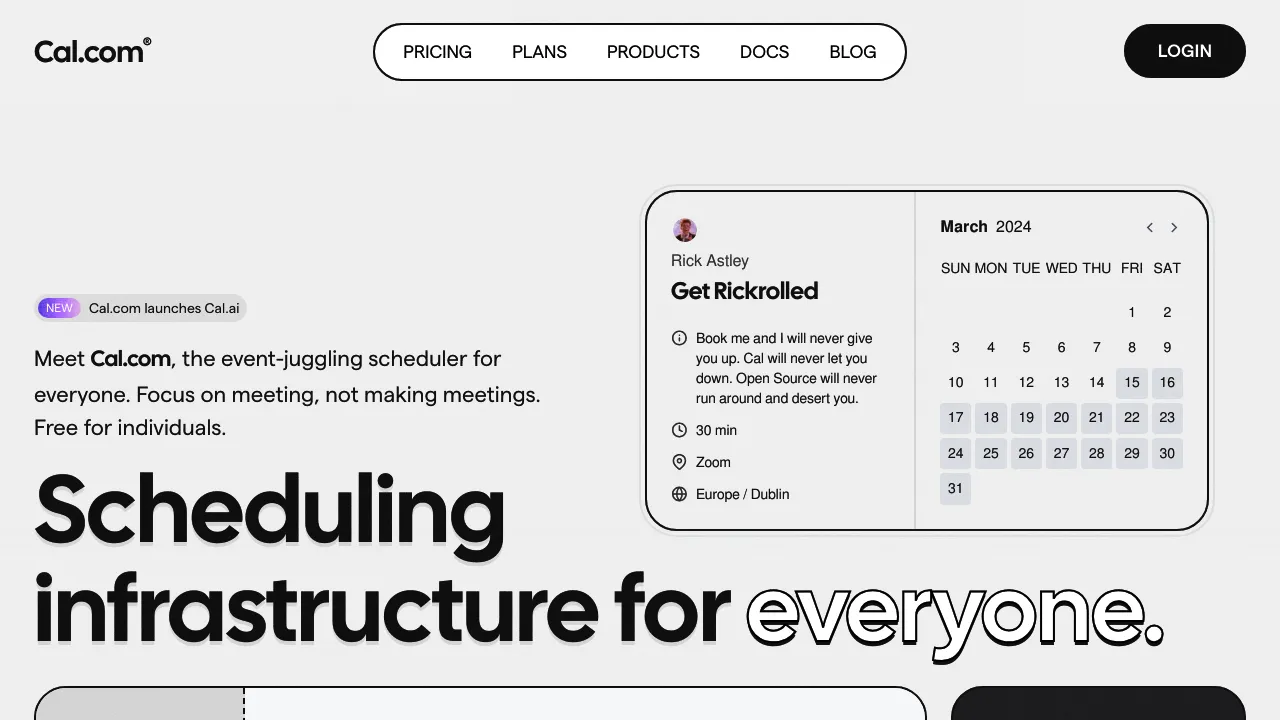 Cal.com®
PRICING PLANS PRODUCTS DOCS BLOG
LOGIN
NEW Cal.com launches Cal.ai
Meet Cal.com, the event-juggling scheduler for
everyone. Focus on meeting, not making meetings.
Free for individuals.
Rick Astley
Get Rickrolled
Book me and I will never give
you up. Cal will never let you
down. Open Source will never
run around and desert you.
30 min
Zoom
Europe / Dublin
March 2024
SUN MON TUE WED THU FRI SAT
1 2
3 4 5 6 7 8 9
10 11 12 13 14 15 16
17 18 19 20 21 22 23
24 25 26 27 28 29 30
31
Scheduling
infrastructure for everyone.